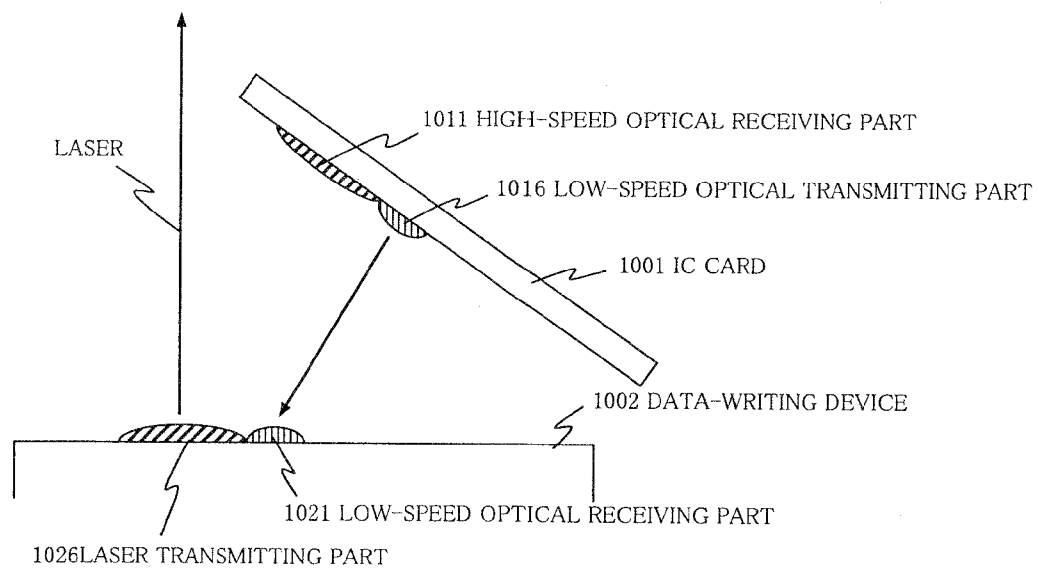 1011 HIGH-SPEED OPTICAL RECEIVING PART
LASER
1016 LOW-SPEED OPTICAL TRANSMITTING PART
1001 IC CARD
1002 DATA-WRITING DEVICE
1021 LOW-SPEED OPTICAL RECEIVING PART
1026LASER TRANSMITTING PART